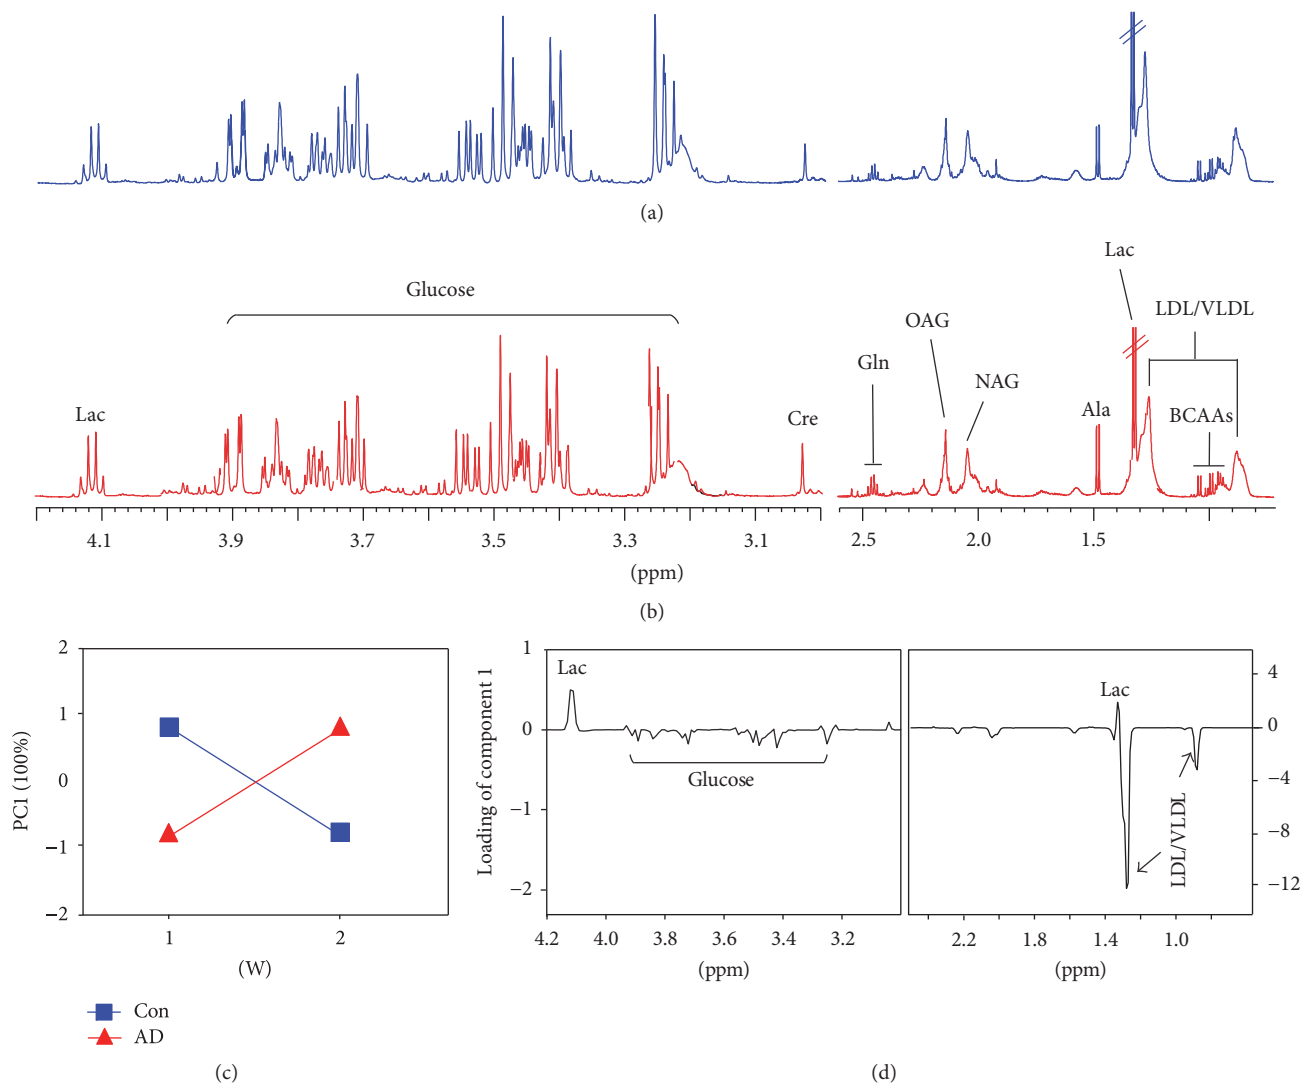 (a)
Glucose
Lac
Cre
Gln
OAG
NAG
Ala
Lac
LDL/VLDL
BCAAs
4.1 3.9 3.7 3.5 3.3 3.1 2.5 2.0 1.5
(ppm)
(b)
PC1 (100%)
2
1
0
−1
−2
1 2
(W)
Con
AD
(c)
Loading of component 1
1
0
−1
−2
Lac
Glucose
4.2 4.0 3.8 3.6 3.4 3.2
(ppm)
Lac
LDL/VLDL
4
0
−4
−8
−12
2.2 1.8 1.4 1.0
(ppm)
(d)